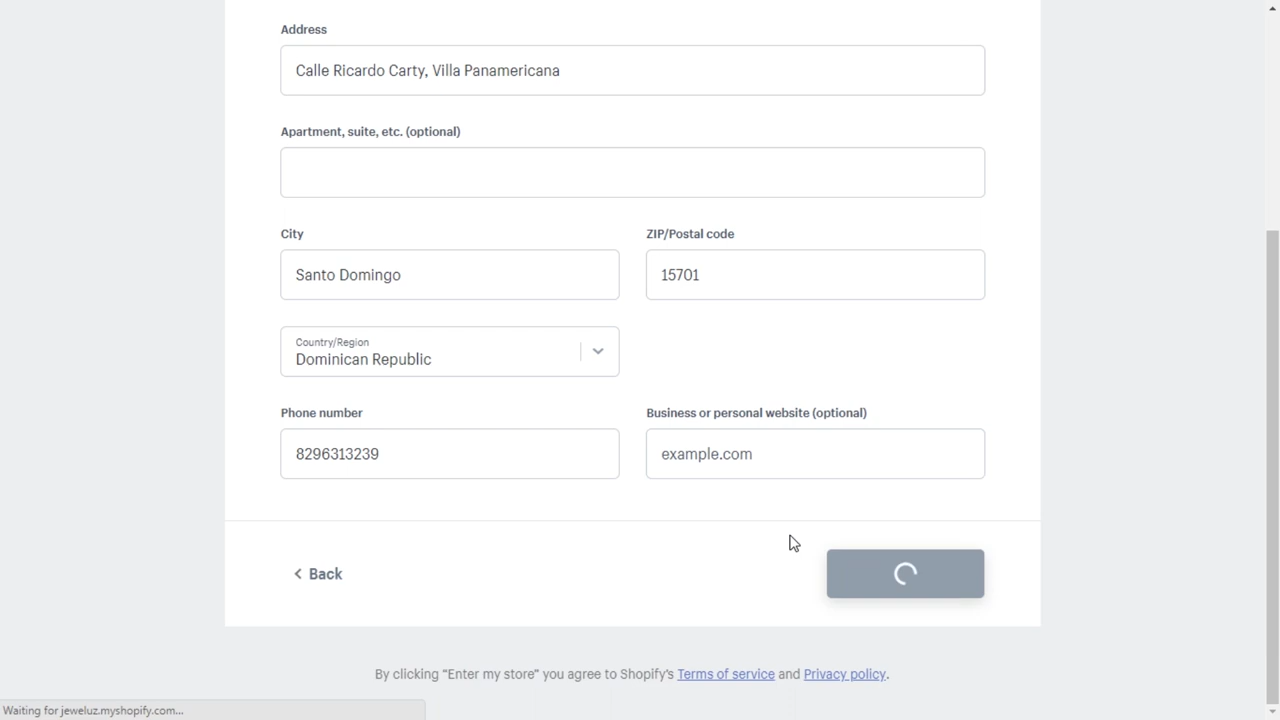 Address
Calle Ricardo Carty, Villa Panamericana
Apartment, suite, etc. (optional)
City
ZIP/Postal code
Santo Domingo
15701
Country/Region
Dominican Republic
Phone number
Business or personal website (optional)
8296313239
example.com
Back
By clicking “Enter my store” you agree to Shopify's Terms of service and Privacy policy.
Waiting for jeweluz.myshopify.com...